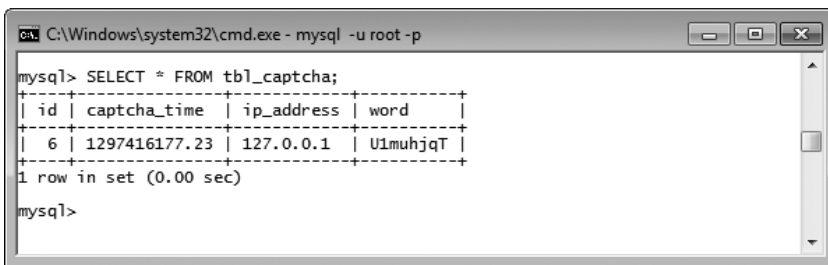 C:\Windows\system32\cmd.exe - mysql -u root -p
mysql> SELECT * FROM tbl_captcha;
+----+---------------+------------+----------+
| id | captcha_time | ip_address | word |
+----+---------------+------------+----------+
| 6 | 1297416177.23 | 127.0.0.1 | U1muhjqT |
+----+---------------+------------+----------+
1 row in set (0.00 sec)
mysql>